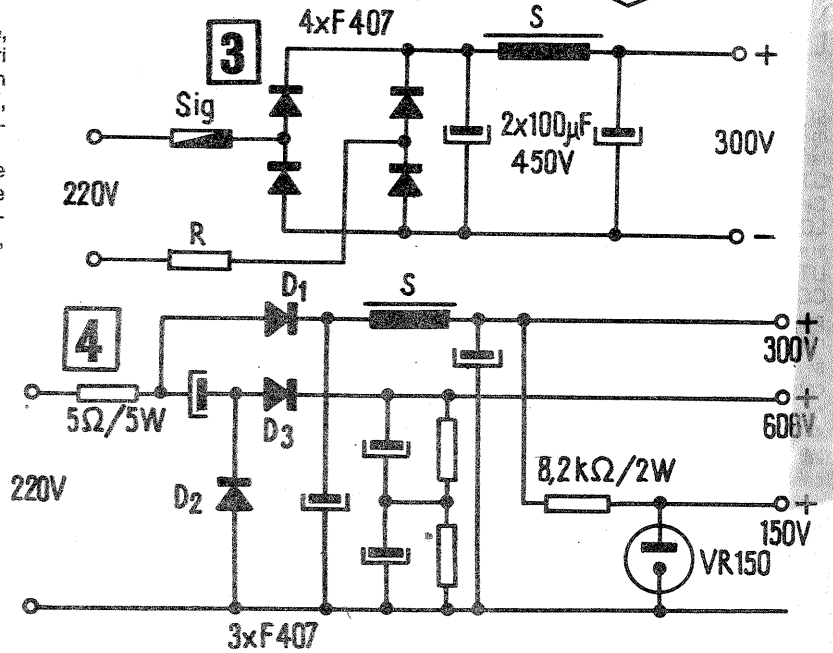 3
4xF407
S
Sig
220V
R
2x100µF
450V
+
300V
−
4
D1
S
5Ω/5W
D3
D2
220V
+
300V
+
8,2kΩ/2W
+
150V
VR150
3xF407